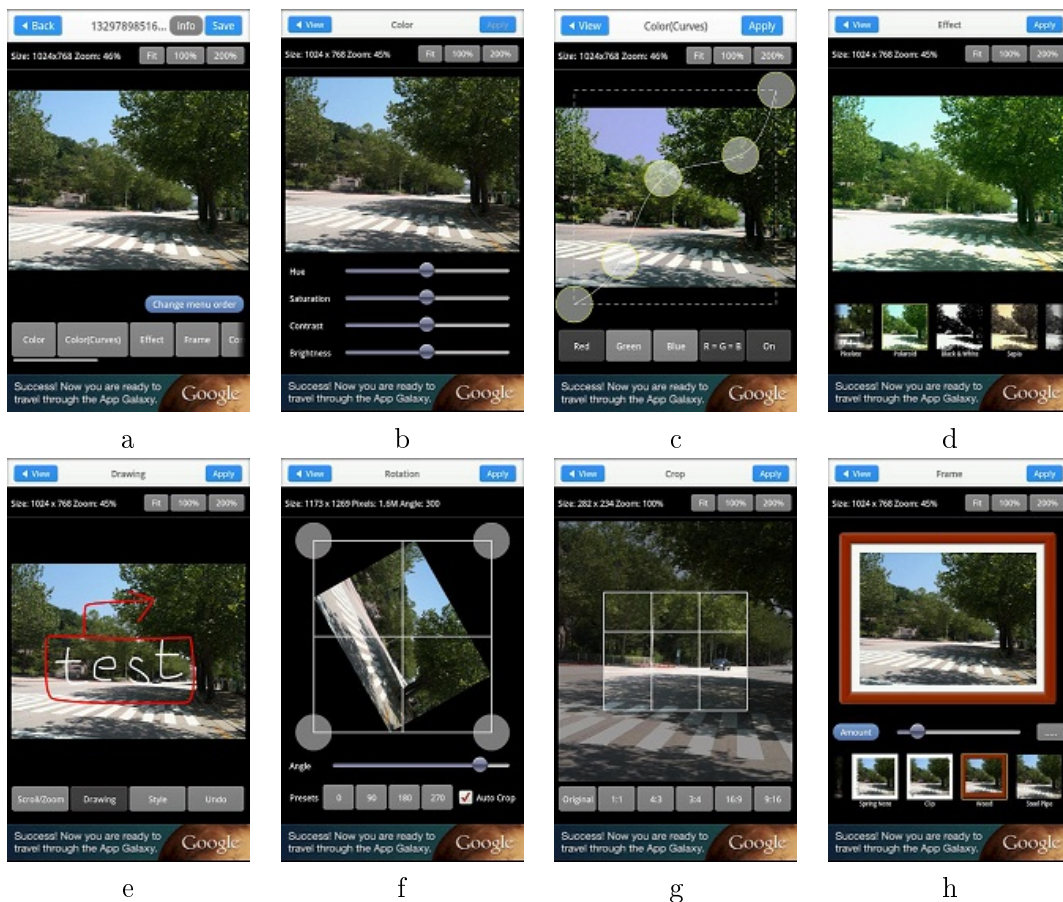 Back 13297898516... info Save
Size: 1024x768 Zoom: 46% Fit 100% 200%
Change menu order
Color Color(Curves) Effect Frame Co
Success! Now you are ready to
travel through the App Galaxy. Google
a
View Color Apply
Size: 1024 x 768 Zoom: 45% Fit 100% 200%
Hue
Saturation
Contrast
Brightness
Success! Now you are ready to
travel through the App Galaxy. Google
b
View Color(Curves) Apply
Size: 1024x768 Zoom: 46% Fit 100% 200%
Red Green Blue R = G = B On
Success! Now you are ready to
travel through the App Galaxy. Google
c
View Effect Apply
Size: 1024 x 768 Zoom: 45% Fit 100% 200%
Polaroid Black & White Sepia
Success! Now you are ready to
travel through the App Galaxy. Google
d
View Drawing Apply
Size: 1024 x 768 Zoom: 45% Fit 100% 200%
test
Scroll/Zoom Drawing Style Undo
Success! Now you are ready to
travel through the App Galaxy. Google
e
View Rotation Apply
Size: 1173 x 1269 Pixels: 1.6M Angle: 300
Angle
Presets 0 90 180 270 Auto Crop
Success! Now you are ready to
travel through the App Galaxy. Google
f
View Crop Apply
Size: 282 x 234 Zoom: 100% Fit 100% 200%
Original 1:1 4:3 3:4 16:9 9:16
Success! Now you are ready to
travel through the App Galaxy. Google
g
View Frame Apply
Size: 1024 x 768 Zoom: 45% Fit 100% 200%
Amount ....
Clip Wood Steel Pipe
Success! Now you are ready to
travel through the App Galaxy. Google
h